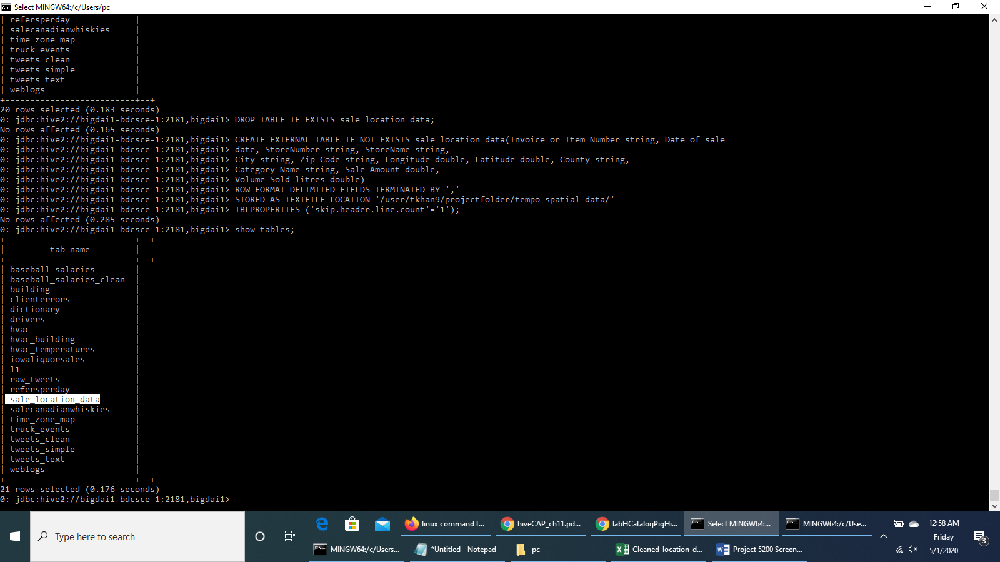 Select MINGW64:/c/Users/pc
| refersperday             |
| salecanadianwhiskies     |
| time_zone_map            |
| truck_events             |
| tweets_clean             |
| tweets_simple            |
| tweets_text              |
| weblogs                  |
+--------------------------+--+
20 rows selected (0.183 seconds)
0: jdbc:hive2://bigdai1-bdcsce-1:2181,bigdai1> DROP TABLE IF EXISTS sale_location_data;
No rows affected (0.165 seconds)
0: jdbc:hive2://bigdai1-bdcsce-1:2181,bigdai1> CREATE EXTERNAL TABLE IF NOT EXISTS sale_location_data(Invoice_or_Item_Number string, Date_of_sale
0: jdbc:hive2://bigdai1-bdcsce-1:2181,bigdai1> date, StoreNumber string, StoreName string,
0: jdbc:hive2://bigdai1-bdcsce-1:2181,bigdai1> City string, Zip_Code string, Longitude double, Latitude double, County string,
0: jdbc:hive2://bigdai1-bdcsce-1:2181,bigdai1> Category_Name string, Sale_Amount double,
0: jdbc:hive2://bigdai1-bdcsce-1:2181,bigdai1> Volume_Sold_litres double)
0: jdbc:hive2://bigdai1-bdcsce-1:2181,bigdai1> ROW FORMAT DELIMITED FIELDS TERMINATED BY ','
0: jdbc:hive2://bigdai1-bdcsce-1:2181,bigdai1> STORED AS TEXTFILE LOCATION '/user/tkhan9/projectfolder/tempo_spatial_data/'
0: jdbc:hive2://bigdai1-bdcsce-1:2181,bigdai1> TBLPROPERTIES ('skip.header.line.count'='1');
No rows affected (0.285 seconds)
0: jdbc:hive2://bigdai1-bdcsce-1:2181,bigdai1> show tables;
+--------------------------+--+
|         tab_name         |
+--------------------------+--+
| baseball_salaries        |
| baseball_salaries_clean  |
| building                 |
| clienterrors             |
| dictionary               |
| drivers                  |
| hvac                     |
| hvac_building            |
| hvac_temperatures        |
| iowaliquorsales          |
| l1                       |
| raw_tweets               |
| refersperday             |
| sale_location_data       |
| salecanadianwhiskies     |
| time_zone_map            |
| truck_events             |
| tweets_clean             |
| tweets_simple            |
| tweets_text              |
| weblogs                  |
+--------------------------+--+
21 rows selected (0.176 seconds)
0: jdbc:hive2://bigdai1-bdcsce-1:2181,bigdai1>
Type here to search
linux command t...
hiveCAP_ch11.pd...
labHCatalogPigHi...
Select MINGW64:...
MINGW64:/c/Use...
12:58 AM
Friday
5/1/2020
3
MINGW64:/c/Users...
*Untitled - Notepad
pc
Cleaned_location_d...
Project 5200 Screen...